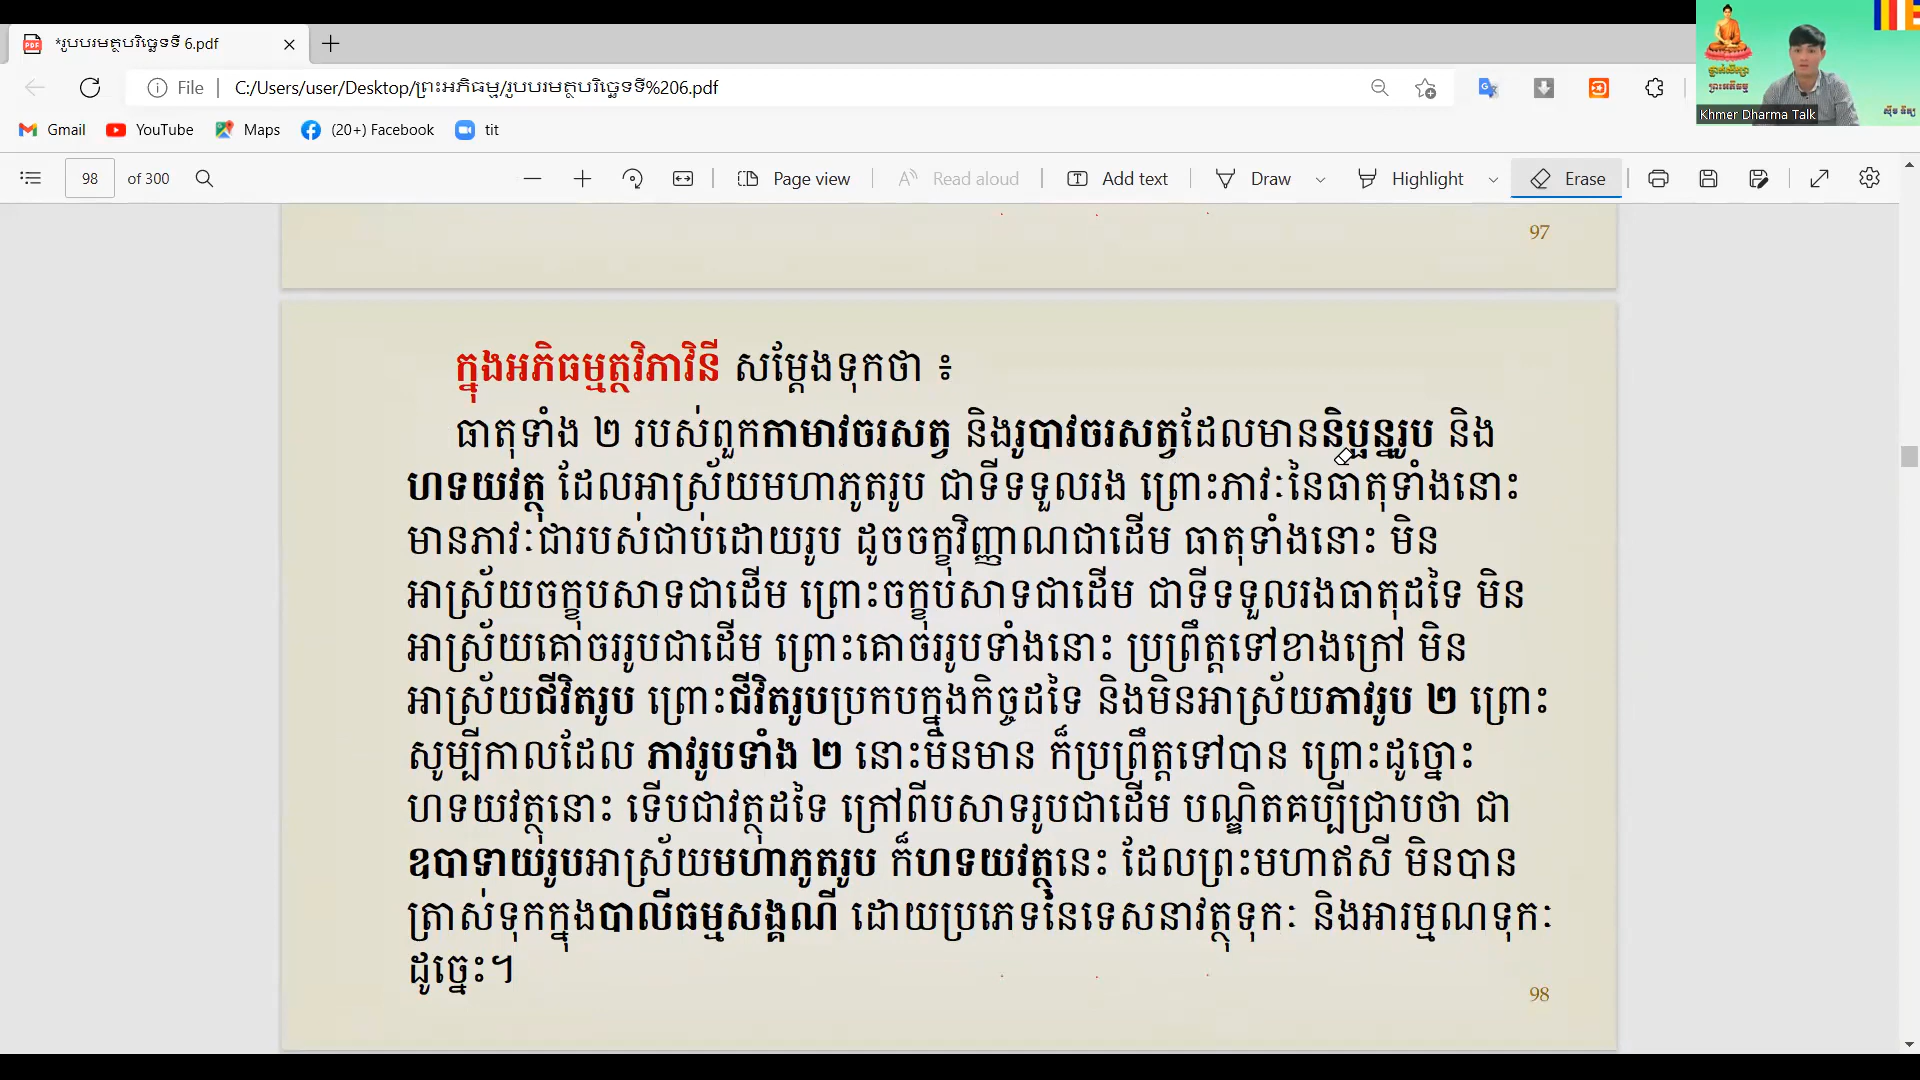 *រូបបរមត្ថបរិច្ឆេទទី 6.pdf
File C:/Users/user/Desktop/ព្រះអភិធម្ម/រូបបរមត្ថបរិច្ឆេទទី%206.pdf
Gmail YouTube Maps (20+) Facebook tit
Khmer Dharma Talk
98 of 300 Page view Read aloud Add text Draw Highlight Erase
97
ក្នុងអភិធម្មត្ថវិភាវិនី សម្ដែងទុកថា ៖
ធាតុទាំង ២ របស់ពួកកាមាវចរសត្វ និងរូបាវចរសត្វដែលមាននិប្ផន្នរូប និង
ហទយវត្ថុ ដែលអាស្រ័យមហាភូតរូប ជាទីទទួលរង ព្រោះភាវៈនៃធាតុទាំងនោះ
មានភាវៈជារបស់ជាប់ដោយរូប ដូចចក្ខុវិញ្ញាណជាដើម ធាតុទាំងនោះ មិន
អាស្រ័យចក្ខុបសាទជាដើម ព្រោះចក្ខុបសាទជាដើម ជាទីទទួលរងធាតុដទៃ មិន
អាស្រ័យគោចររូបជាដើម ព្រោះគោចររូបទាំងនោះ ប្រព្រឹត្តទៅខាងក្រៅ មិន
អាស្រ័យជីវិតរូប ព្រោះជីវិតរូបប្រកបក្នុងកិច្ចដទៃ និងមិនអាស្រ័យភាវរូប ២ ព្រោះ
សូម្បីកាលដែល ភាវរូបទាំង ២ នោះមិនមាន ក៏ប្រព្រឹត្តទៅបាន ព្រោះដូច្នោះ
ហទយវត្ថុនោះ ទើបជាវត្ថុដទៃ ក្រៅពីបសាទរូបជាដើម បណ្ឌិតគប្បីជ្រាបថា ជា
ឧបាទាយរូបអាស្រ័យមហាភូតរូប ក៏ហទយវត្ថុនេះ ដែលព្រះមហាឥសី មិនបាន
ត្រាស់ទុកក្នុងបាលីធម្មសង្គណី ដោយប្រភេទនៃទេសនាវត្ថុទុកៈ និងអារម្មណទុកៈ
ដូច្នេះ។
98